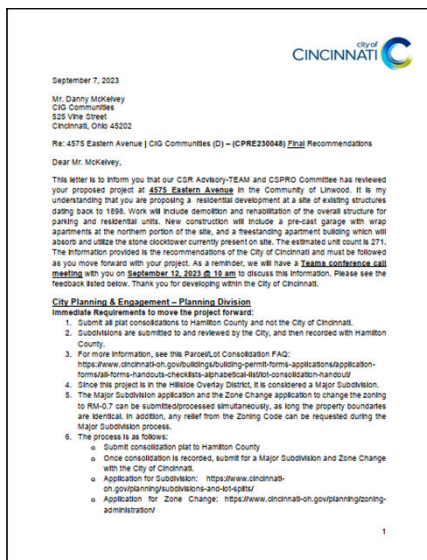 city of
CINCINNATI
September 7, 2023
Mr. Danny McKelvey
CIG Communities
525 Vine Street
Cincinnati, Ohio 45202
Re: 4575 Eastern Avenue | CIG Communities (D) – (CPRE230048) Final Recommendations
Dear Mr. McKelvey,
This letter is to inform you that our CSR Advisory-TEAM and CSPRO Committee has reviewed
your proposed project at 4575 Eastern Avenue in the Community of Linwood. It is my
understanding that you are proposing a residential development at a site of existing structures
dating back to 1898. Work will include demolition and rehabilitation of the overall structure for
parking and residential units. New construction will include a pre-cast garage with wrap
apartments at the northern portion of the site, and a freestanding apartment building which will
absorb and utilize the stone clocktower currently present on site. The estimated unit count is 271.
The information provided is the recommendations of the City of Cincinnati and must be followed
as you move forward with your project. As a reminder, we will have a Teams conference call
meeting with you on September 12, 2023 @ 10 am to discuss this information. Please see the
feedback listed below. Thank you for developing within the City of Cincinnati.
City Planning & Engagement – Planning Division
Immediate Requirements to move the project forward:
1. Submit all plat consolidations to Hamilton County and not the City of Cincinnati.
2. Subdivisions are submitted to and reviewed by the City, and then recorded with Hamilton
County.
3. For more information, see this Parcel/Lot Consolidation FAQ:
https://www.cincinnati-oh.gov/buildings/building-permit-forms-applications/application-
forms/all-forms-handouts-checklists-alphabetical-list/lot-consolidation-handout/
4. Since this project is in the Hillside Overlay District, it is considered a Major Subdivision.
5. The Major Subdivision application and the Zone Change application to change the zoning
to RM-0.7 can be submitted/processed simultaneously, as long the property boundaries
are identical. In addition, any relief from the Zoning Code can be requested during the
Major Subdivision process.
6. The process is as follows:
o Submit consolidation plat to Hamilton County
o Once consolidation is recorded, submit for a Major Subdivision and Zone Change
with the City of Cincinnati.
o Application for Subdivision: https://www.cincinnati-
oh.gov/planning/subdivisions-and-lot-splits/
o Application for Zone Change: https://www.cincinnati-oh.gov/planning/zoning-
administration/
1